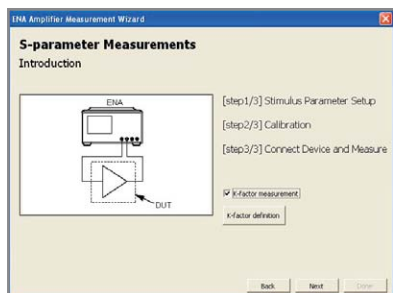 ENA Amplifier Measurement Wizard
S-parameter Measurements
Introduction
ENA
DUT
[step1/3] Stimulus Parameter Setup
[step2/3] Calibration
[step3/3] Connect Device and Measure
K-factor measurement
K-factor definition
Back
Next
Done